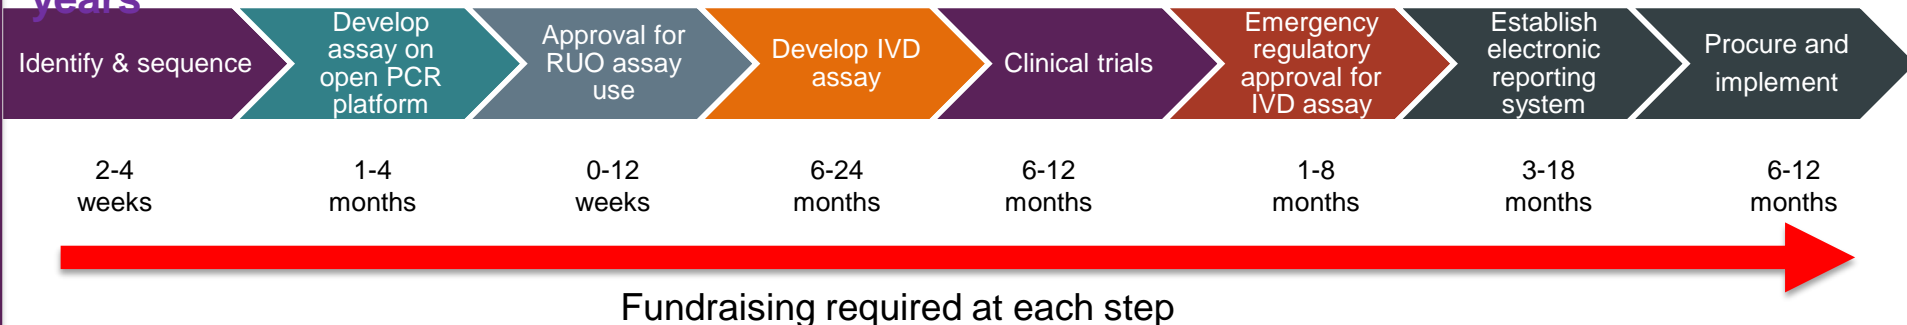 years
Identify & sequence
Develop
assay on
open PCR
platform
Approval for
RUO assay
use
Develop IVD
assay
Clinical trials
Emergency
regulatory
approval for
IVD assay
Establish
electronic
reporting
system
Procure and
implement
2-4
weeks
1-4
months
0-12
weeks
6-24
months
6-12
months
1-8
months
3-18
months
6-12
months
Fundraising required at each step